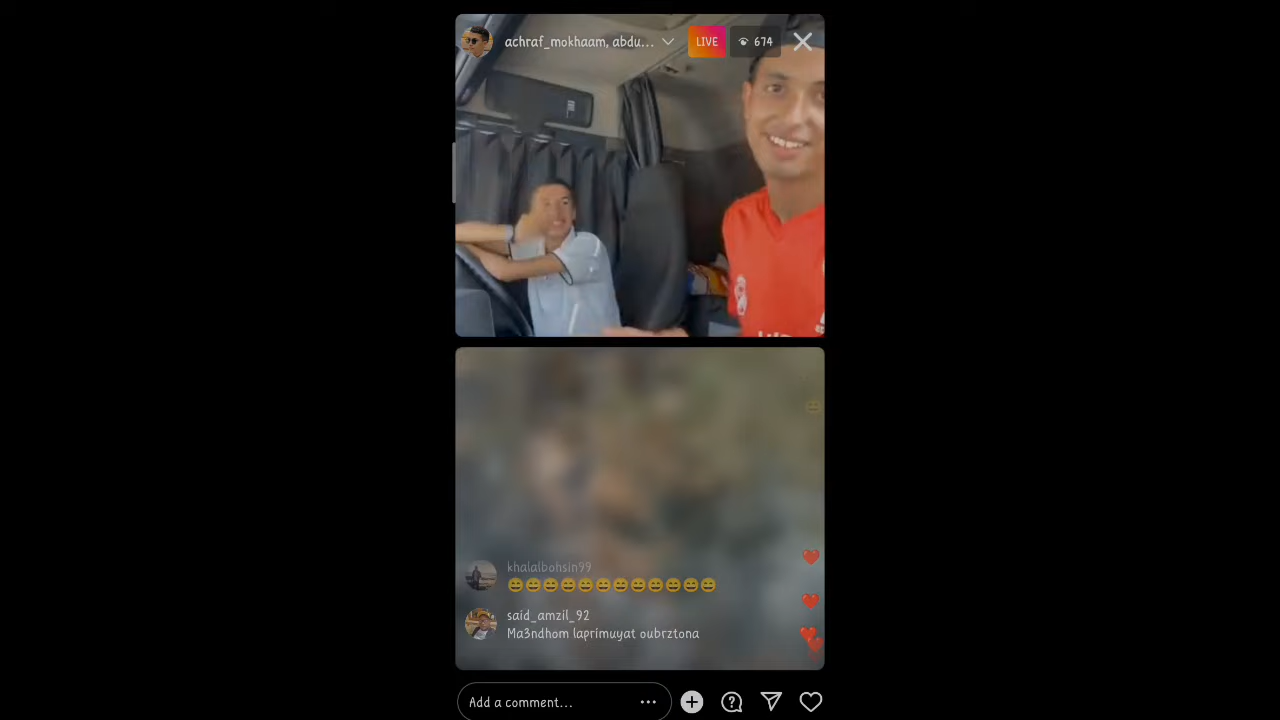 achraf_mokhaam, abdu...
LIVE
674
khalalbohsin99
😄😄😄😄😄😄😄😄😄😄😄😄
said_amzil_92
Ma3ndhom laprimuyat oubrztona
Add a comment...